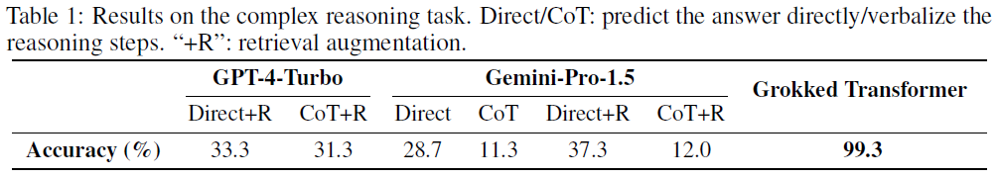 Table 1: Results on the complex reasoning task. Direct/CoT: predict the answer directly/verbalize the
reasoning steps. “+R”: retrieval augmentation.
GPT-4-Turbo Gemini-Pro-1.5 Grokked Transformer
Direct+R CoT+R Direct CoT Direct+R CoT+R
Accuracy (%) 33.3 31.3 28.7 11.3 37.3 12.0 99.3